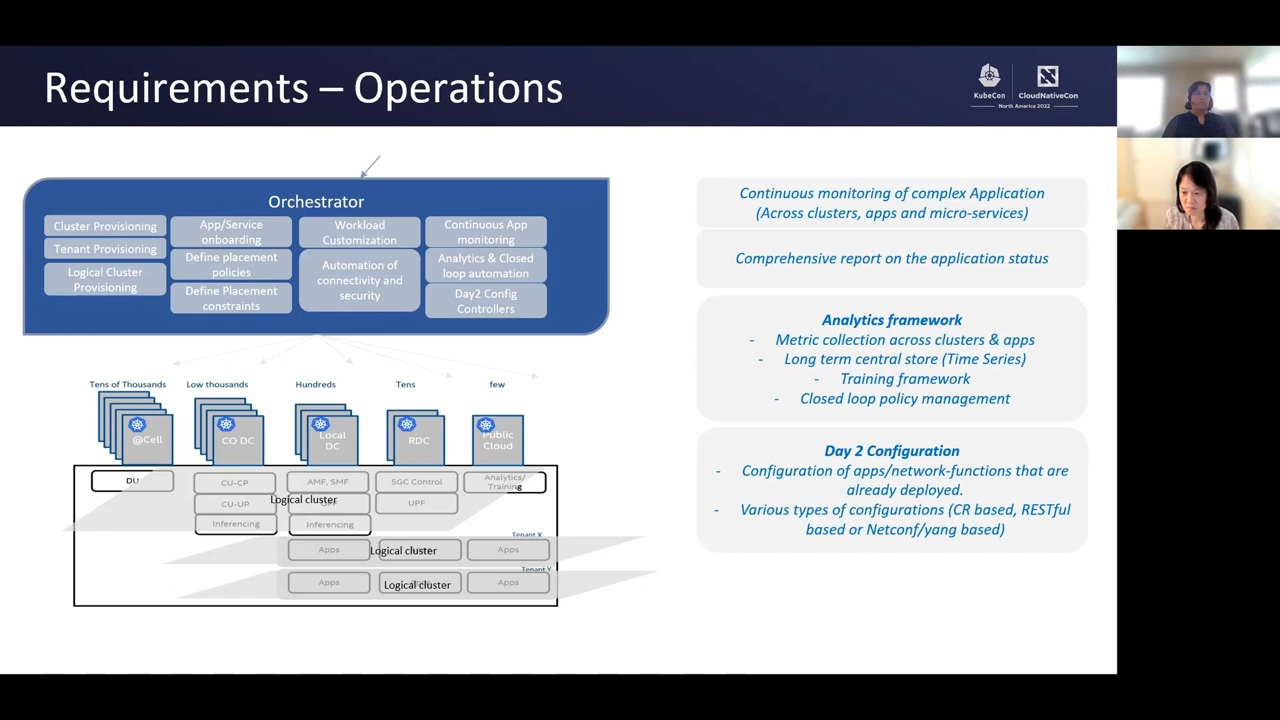 Requirements – Operations
KubeCon
CloudNativeCon
North America 2022
Orchestrator
Cluster Provisioning
Tenant Provisioning
Logical Cluster
Provisioning
App/Service
onboarding
Define placement
policies
Define Placement
constraints
Workload
Customization
Automation of
connectivity and
security
Continuous App
monitoring
Analytics & Closed
loop automation
Day2 Config
Controllers
Tens of Thousands
Low thousands
Hundreds
Tens
few
@Cell
CO DC
Local
DC
RDC
Public
Cloud
DU
CU-CP
AMF, SMF
5GC Control
Analytics/
Training
CU-UP
Logical cluster
UPF
Inferencing
Inferencing
Tenant X
Apps
Logical cluster
Apps
Tenant Y
Apps
Logical cluster
Apps
Continuous monitoring of complex Application
(Across clusters, apps and micro-services)
Comprehensive report on the application status
Analytics framework
- Metric collection across clusters & apps
- Long term central store (Time Series)
- Training framework
- Closed loop policy management
Day 2 Configuration
- Configuration of apps/network-functions that are
already deployed.
- Various types of configurations (CR based, RESTful
based or Netconf/yang based)